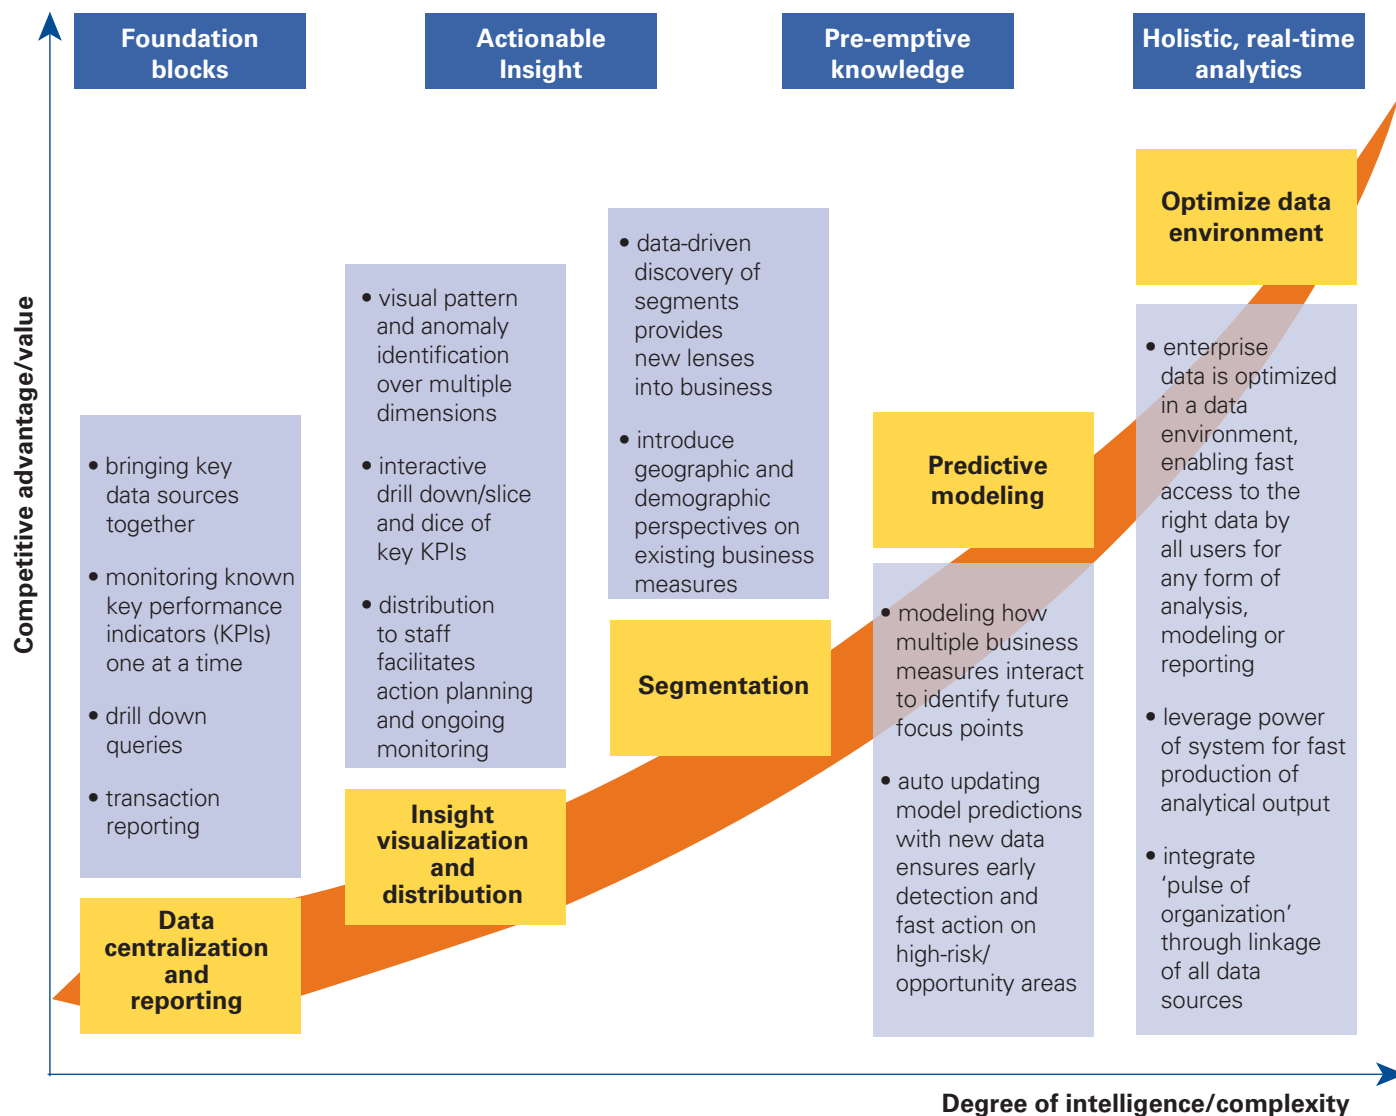 Foundation
blocks
Actionable
Insight
Pre-emptive
knowledge
Holistic, real-time
analytics
Competitive advantage/value
• bringing key
data sources
together
• monitoring known
key performance
indicators (KPIs)
one at a time
• drill down
queries
• transaction
reporting
Data
centralization
and
reporting
• visual pattern
and anomaly
identification
over multiple
dimensions
• interactive
drill down/slice
and dice of
key KPIs
• distribution
to staff
facilitates
action planning
and ongoing
monitoring
Insight
visualization
and
distribution
• data-driven
discovery of
segments
provides
new lenses
into business
• introduce
geographic and
demographic
perspectives on
existing business
measures
Segmentation
Predictive
modeling
• modeling how
multiple business
measures interact
to identify future
focus points
• auto updating
model predictions
with new data
ensures early
detection and
fast action on
high-risk/
opportunity areas
Optimize data
environment
• enterprise
data is optimized
in a data
environment,
enabling fast
access to the
right data by
all users for
any form of
analysis,
modeling or
reporting
• leverage power
of system for fast
production of
analytical output
• integrate
‘pulse of
organization’
through linkage
of all data
sources
Degree of intelligence/complexity